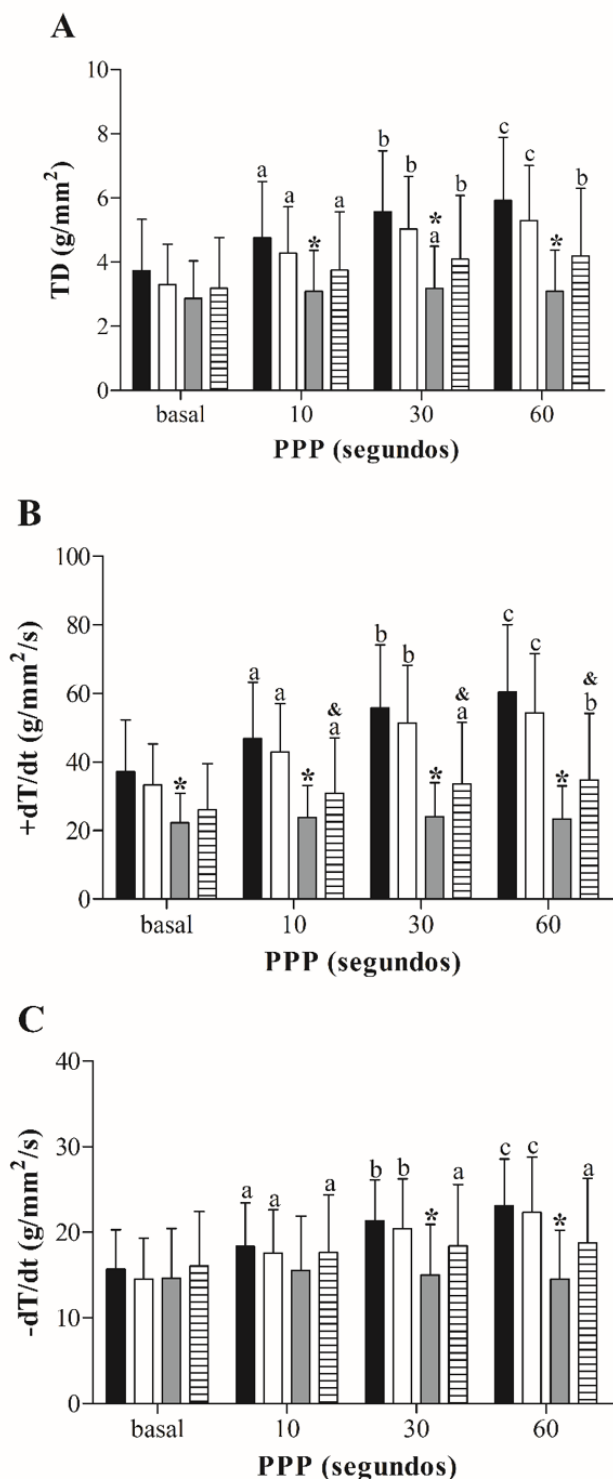 A
TD (g/mm²)
10
8
6
4
2
0
a a * a
b b * a b
c c * b
basal 10 30 60
PPP (segundos)
B
+dT/dt (g/mm²/s)
100
80
60
40
20
0
* a a * & a
b b * & a
c c * & b
basal 10 30 60
PPP (segundos)
C
-dT/dt (g/mm²/s)
40
30
20
10
0
a a a
b b * a
c c * a
basal 10 30 60
PPP (segundos)